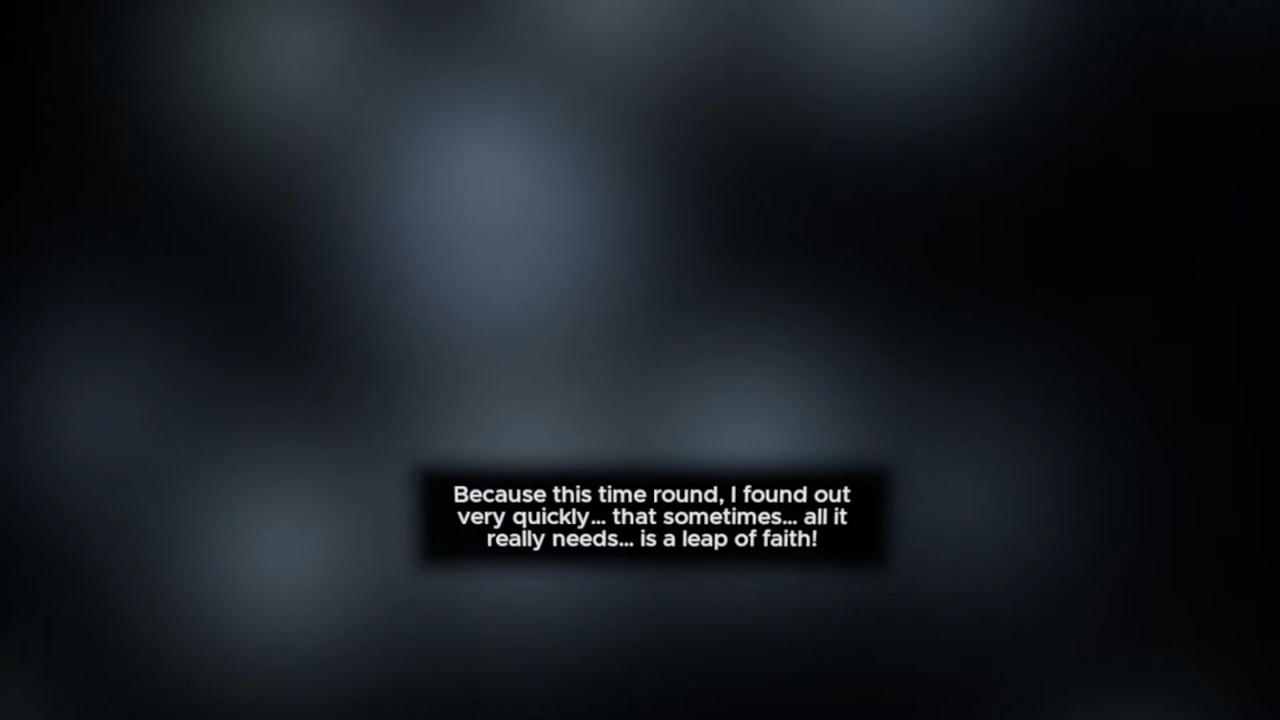 Because this time round, I found out
very quickly... that sometimes... all it
really needs... is a leap of faith!